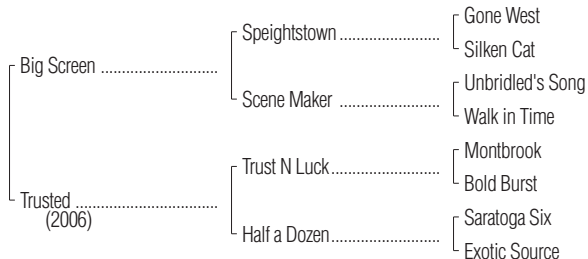 Gone West
Speightstown ..................
Silken Cat
Big Screen .....................
Unbridled's Song
Scene Maker ..................
Walk in Time
Montbrook
Trust N Luck...................
Bold Burst
Trusted .........................
(2006)
Saratoga Six
Half a Dozen...................
Exotic Source